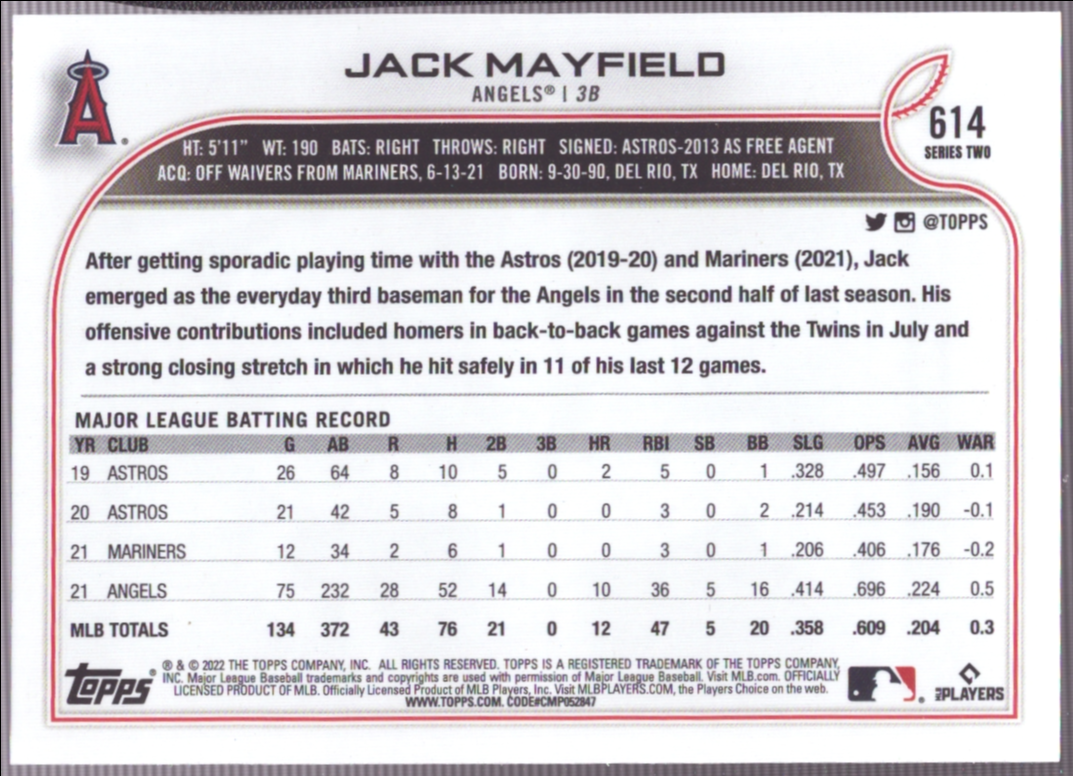 A
JACK MAYFIELD
ANGELS® | 3B
614
SERIES TWO
HT: 5'11" WT: 190 BATS: RIGHT THROWS: RIGHT SIGNED: ASTROS-2013 AS FREE AGENT
ACQ: OFF WAIVERS FROM MARINERS, 6-13-21 BORN: 9-30-90, DEL RIO, TX HOME: DEL RIO, TX
@TOPPS
After getting sporadic playing time with the Astros (2019-20) and Mariners (2021), Jack
emerged as the everyday third baseman for the Angels in the second half of last season. His
offensive contributions included homers in back-to-back games against the Twins in July and
a strong closing stretch in which he hit safely in 11 of his last 12 games.
MAJOR LEAGUE BATTING RECORD
YR CLUB G AB R H 2B 3B HR RBI SB BB SLG OPS AVG WAR
19 ASTROS 26 64 8 10 5 0 2 5 0 1 .328 .497 .156 0.1
20 ASTROS 21 42 5 8 1 0 0 3 0 2 .214 .453 .190 -0.1
21 MARINERS 12 34 2 6 1 0 0 3 0 1 .206 .406 .176 -0.2
21 ANGELS 75 232 28 52 14 0 10 36 5 16 .414 .696 .224 0.5
MLB TOTALS 134 372 43 76 21 0 12 47 5 20 .358 .609 .204 0.3
Topps®
® & © 2022 THE TOPPS COMPANY, INC. ALL RIGHTS RESERVED. TOPPS IS A REGISTERED TRADEMARK OF THE TOPPS COMPANY,
INC. Major League Baseball trademarks and copyrights are used with permission of Major League Baseball. Visit MLB.com. OFFICIALLY
LICENSED PRODUCT OF MLB. Officially Licensed Product of MLB Players, Inc. Visit MLBPLAYERS.COM, the Players Choice on the web.
WWW.TOPPS.COM. CODE#CMP052847
PLAYERS